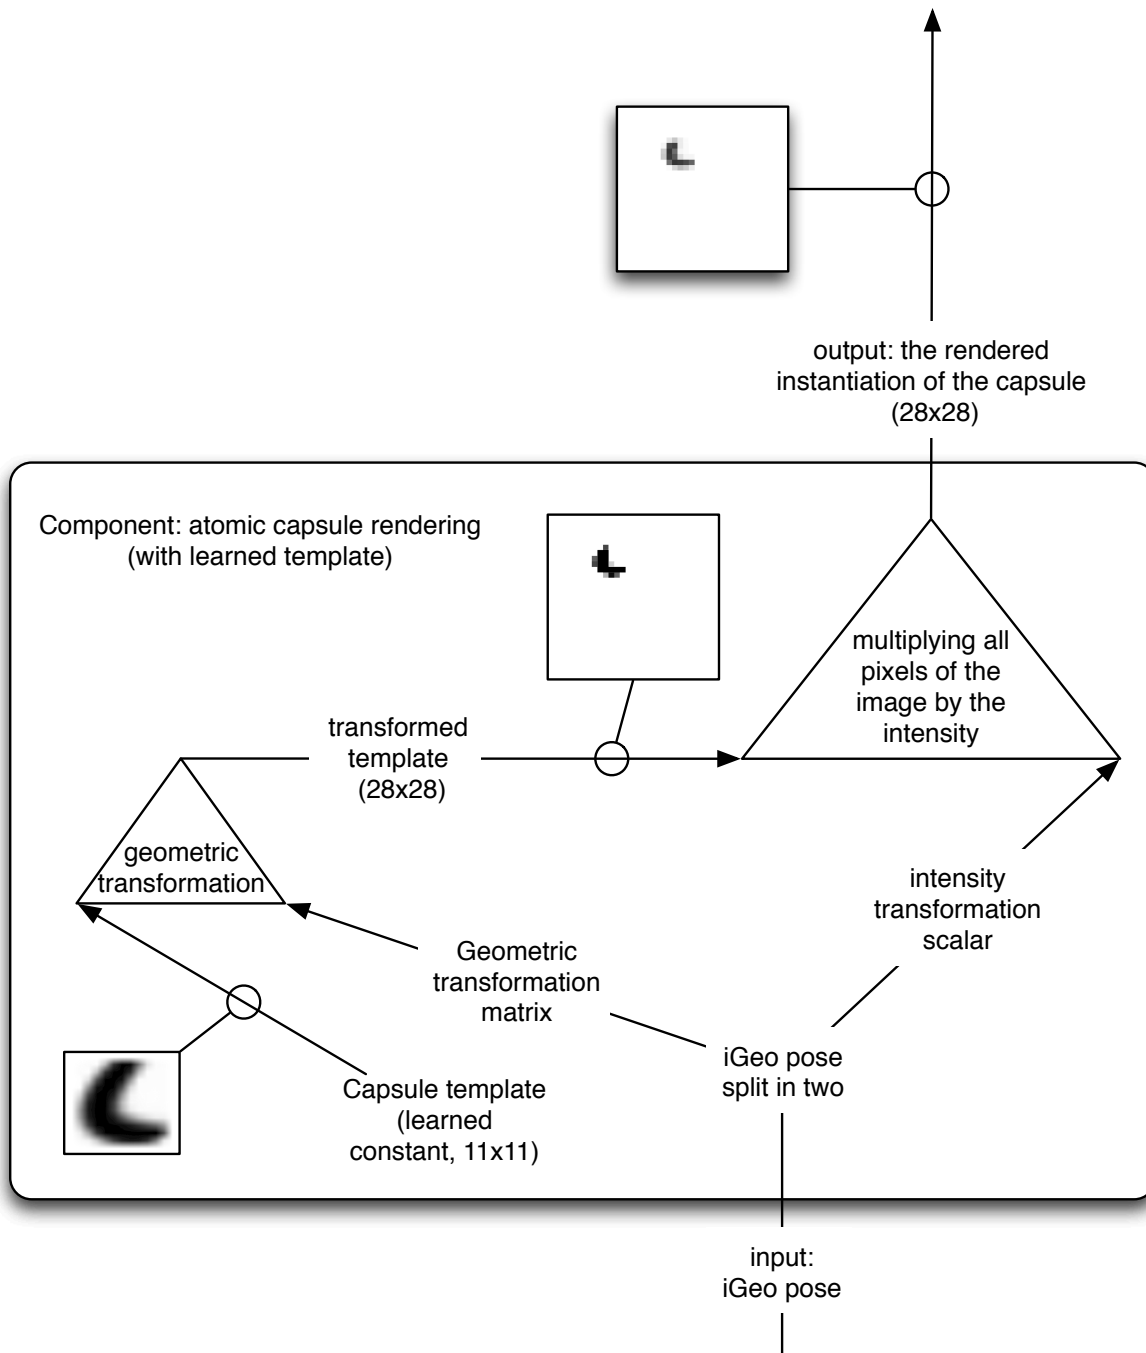 output: the rendered
instantiation of the capsule
(28x28)
Component: atomic capsule rendering
(with learned template)
multiplying all
pixels of the
image by the
intensity
transformed
template
(28x28)
geometric
transformation
intensity
transformation
scalar
Geometric
transformation
matrix
iGeo pose
split in two
Capsule template
(learned
constant, 11x11)
input:
iGeo pose